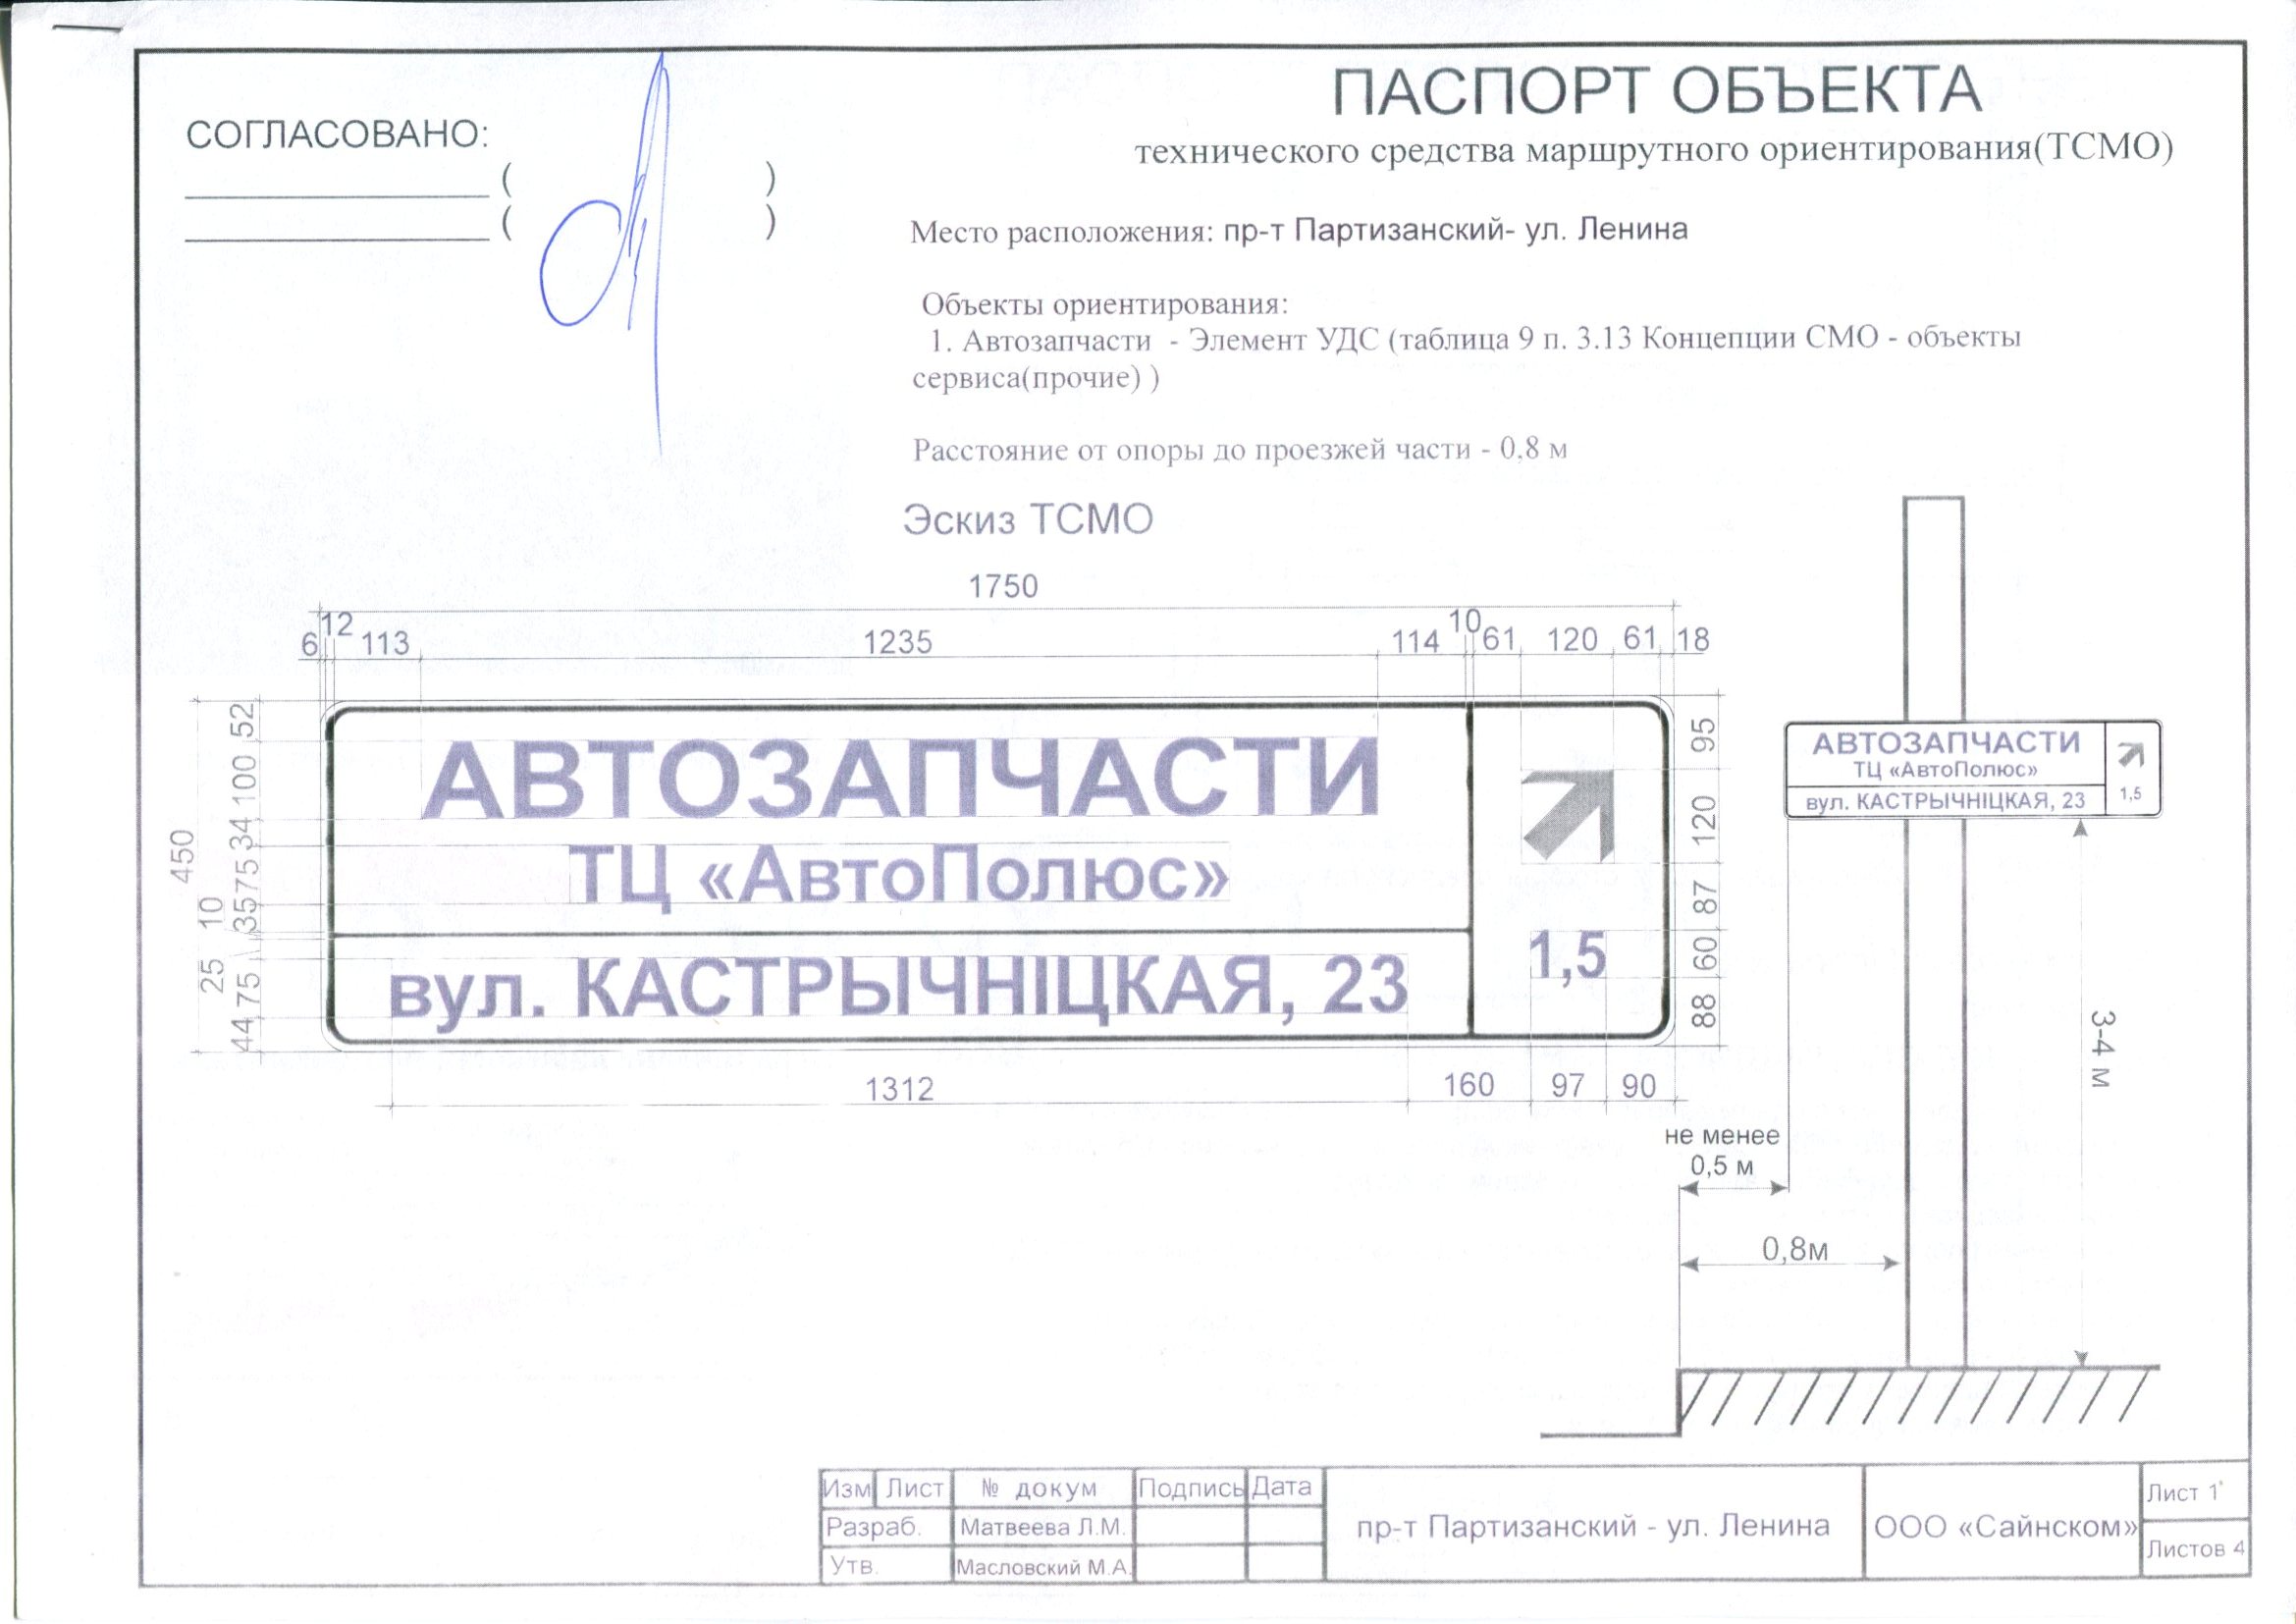 СОГЛАСОВАНО:
( )
( )
ПАСПОРТ ОБЪЕКТА
технического средства маршрутного ориентирования(ТСМО)
Место расположения: пр-т Партизанский- ул. Ленина
Объекты ориентирования:
1. Автозапчасти - Элемент УДС (таблица 9 п. 3.13 Концепции СМО - объекты
сервиса(прочие) )
Расстояние от опоры до проезжей части - 0,8 м
Эскиз ТСМО
1750
6 12 113 1235 114 10 61 120 61 18
450
52
100
34
75
35
10
25
75
44
АВТОЗАПЧАСТИ
ТЦ «АвтоПолюс»
вул. КАСТРЫЧНІЦКАЯ, 23
1,5
95
120
87
60
88
1312 160 97 90
АВТОЗАПЧАСТИ
ТЦ «АвтоПолюс»
вул. КАСТРЫЧНІЦКАЯ, 23
1,5
3-4 м
не менее
0,5 м
0,8м
Изм Лист № докум Подпись Дата
Разраб. Матвеева Л.М.
Утв. Масловский М.А.
пр-т Партизанский - ул. Ленина
ООО «Сайнском»
Лист 1
Листов 4